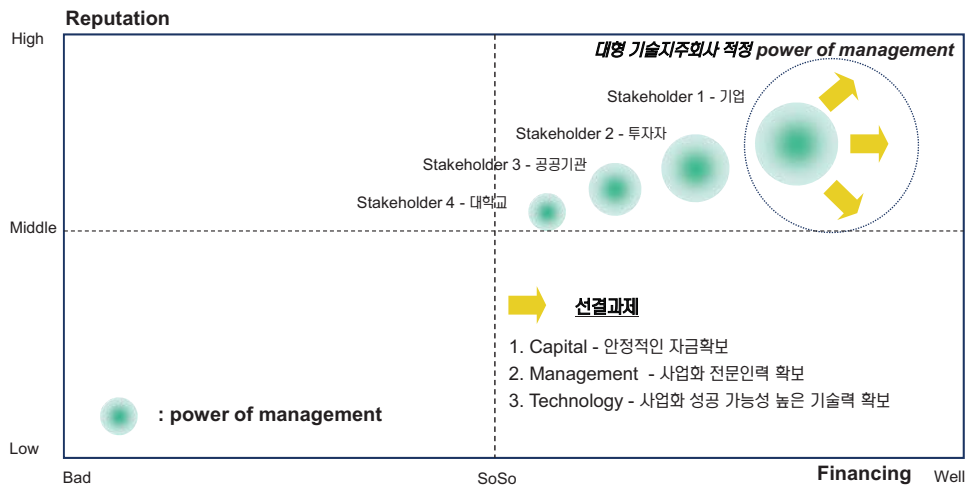 Reputation
High
대형 기술지주회사 적정 power of management
Stakeholder 1 - 기업
Stakeholder 2 - 투자자
Stakeholder 3 - 공공기관
Stakeholder 4 - 대학교
Middle
선결과제
1. Capital - 안정적인 자금확보
2. Management - 사업화 전문인력 확보
3. Technology - 사업화 성공 가능성 높은 기술력 확보
: power of management
Low
Bad
SoSo
Financing
Well